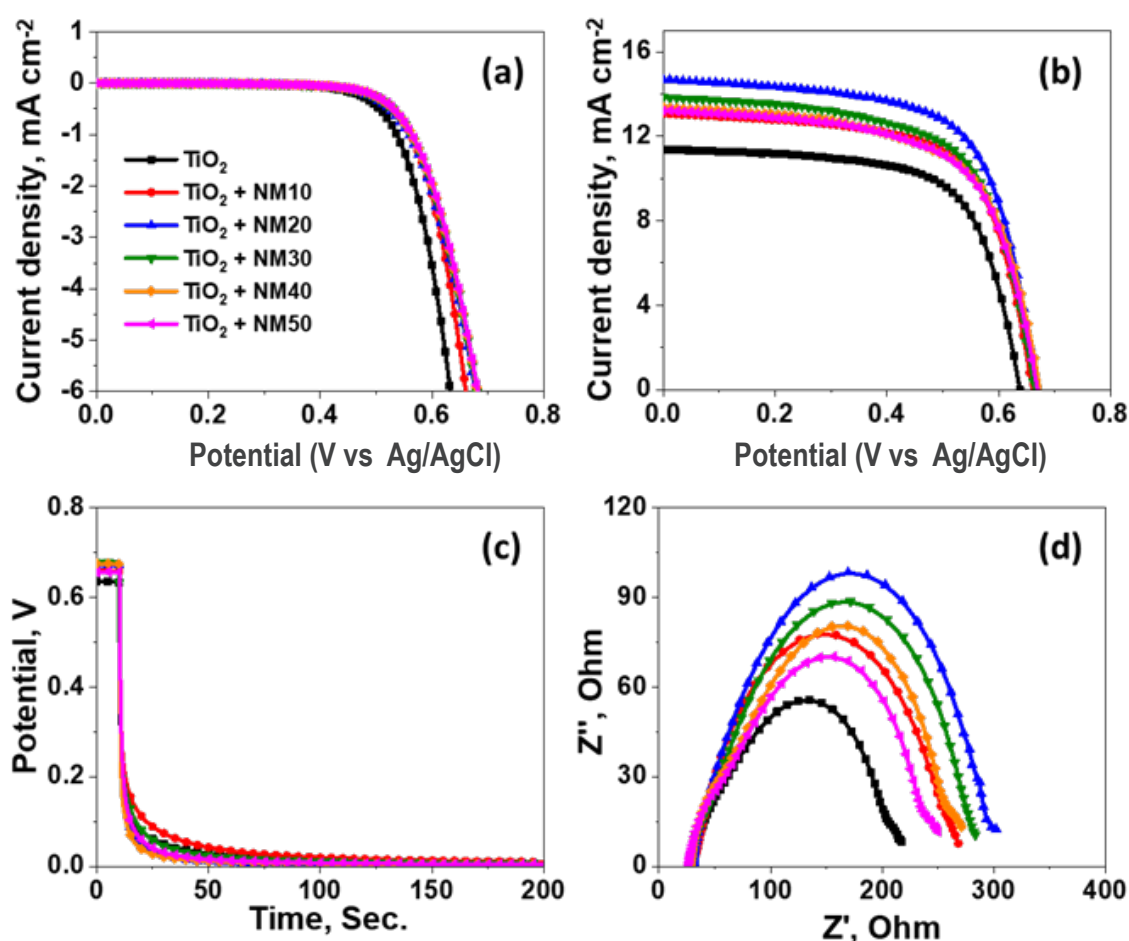 (a)
Current density, mA cm-2
1
0
-1
-2
-3
-4
-5
-6
TiO2
TiO2 + NM10
TiO2 + NM20
TiO2 + NM30
TiO2 + NM40
TiO2 + NM50
0.0 0.2 0.4 0.6 0.8
Potential (V vs Ag/AgCl)
(b)
Current density, mA cm-2
16
12
8
4
0
0.0 0.2 0.4 0.6 0.8
Potential (V vs Ag/AgCl)
(c)
Potential, V
0.8
0.6
0.4
0.2
0.0
0 50 100 150 200
Time, Sec.
(d)
Z'', Ohm
120
90
60
30
0
0 100 200 300 400
Z', Ohm